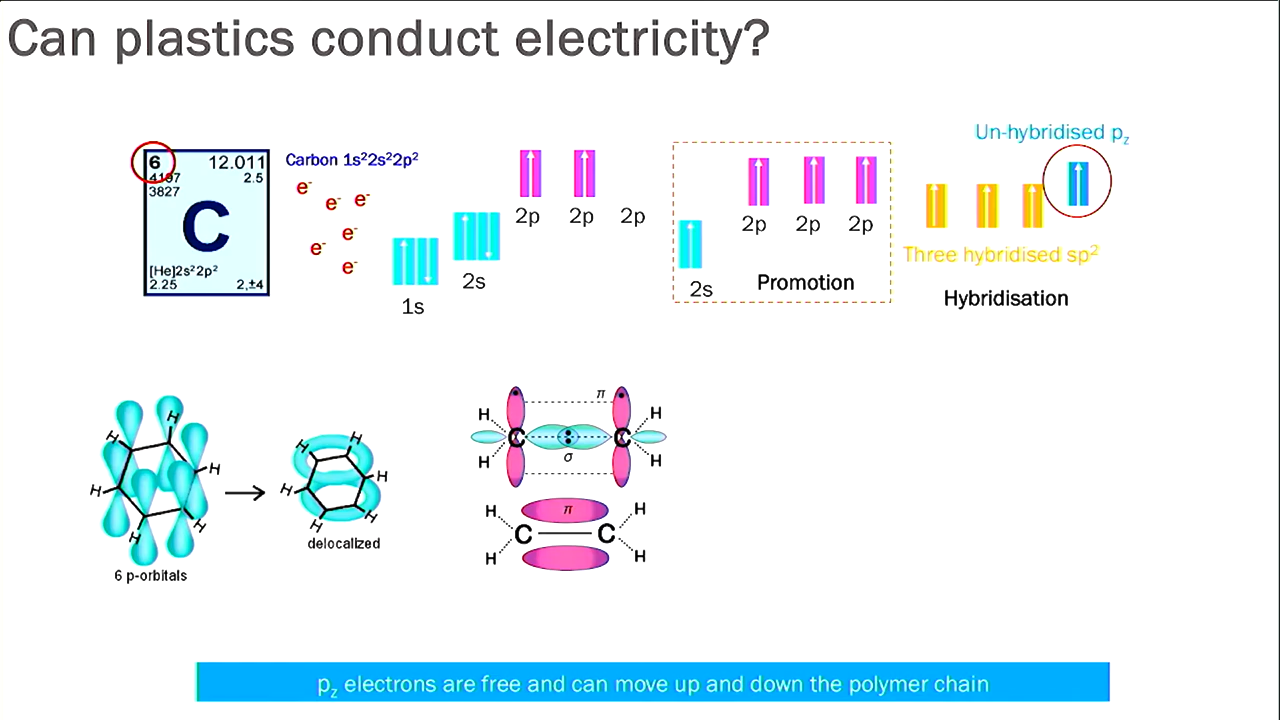 Can plastics conduct electricity?
6 12.011
4197 2.5
3827
C
[He]2s²2p²
2.25 2,±4
Carbon 1s²2s²2p²
e⁻
e⁻
e⁻
e⁻
e⁻
e⁻
1s
2s
2p 2p 2p
2s
2p 2p 2p
Promotion
Un-hybridised p_z
Three hybridised sp²
Hybridisation
H
H
H
H
H
H
6 p-orbitals
H
H
H
H
H
H
delocalized
π
H H
C C
σ
H H
π
H H
C C
H H
p_z electrons are free and can move up and down the polymer chain